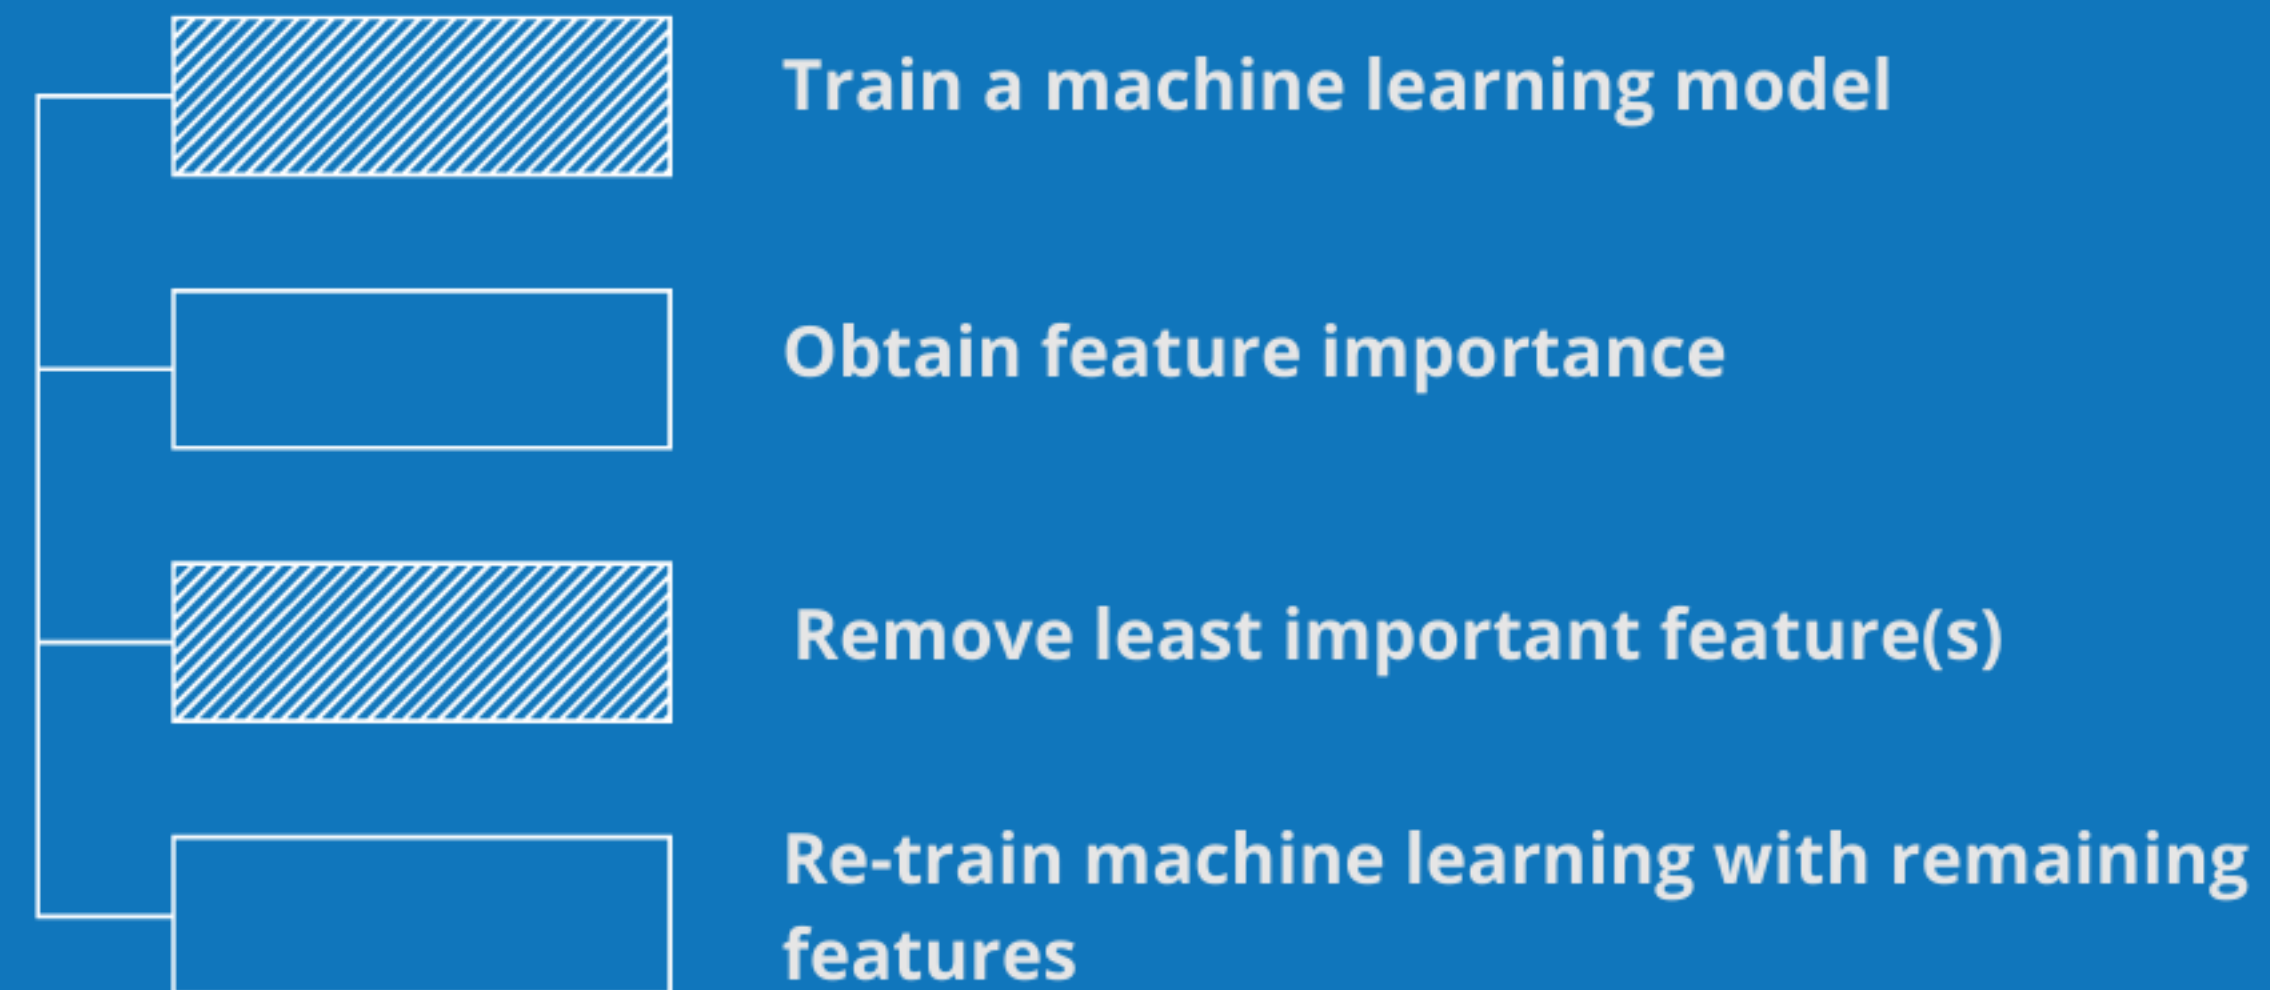 Train a machine learning model
Obtain feature importance
Remove least important feature(s)
Re-train machine learning with remaining
features